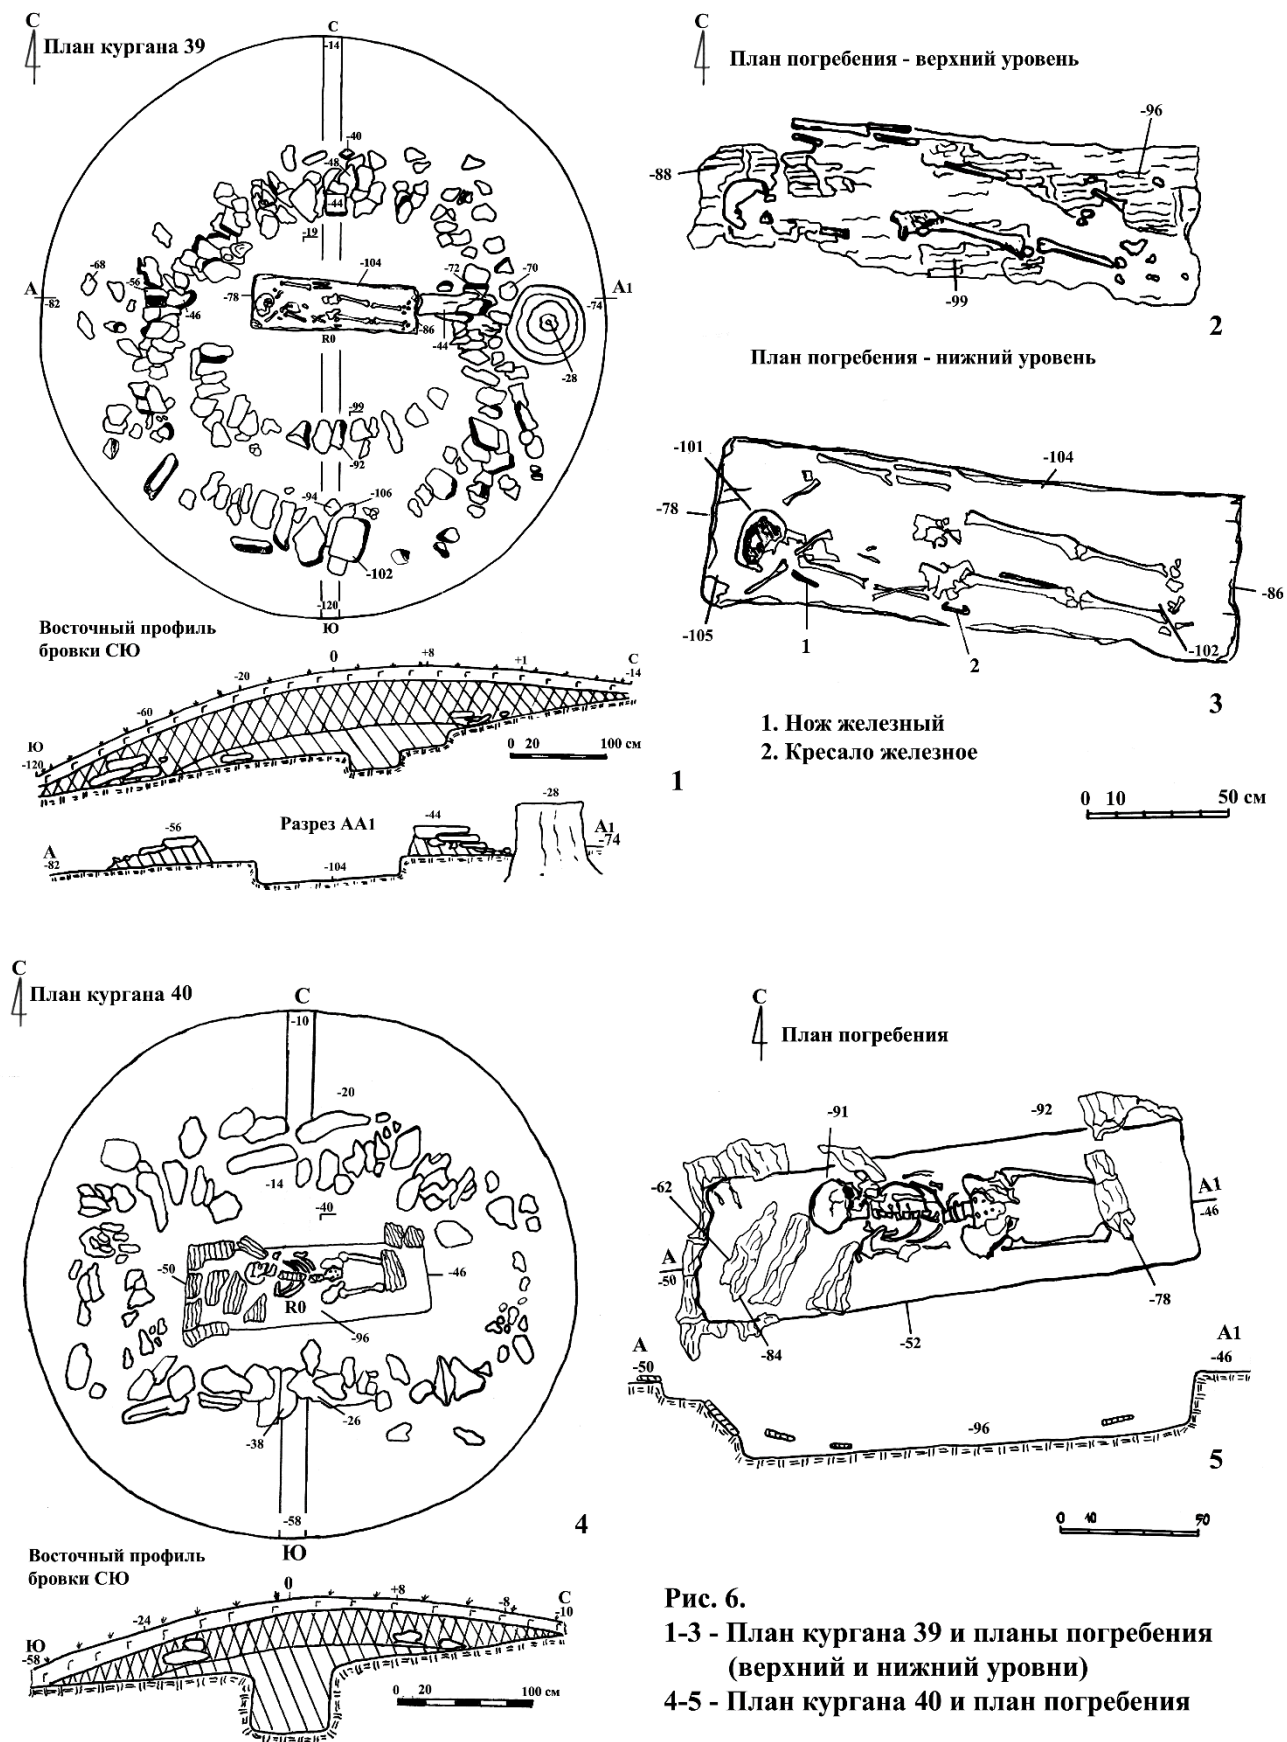 С
План кургана 39
С
-14
-40
-48
-44
-19
-68
-56
А
-82
-46
-78
-104
-72
-70
А1
-74
-86
-44
R0
-28
-99
-92
-94
-106
-102
-120
Ю
Восточный профиль
бровки СЮ
0
+8
+1
С
-14
-20
-60
Ю
-120
0 20 100 см
1
-56
Разрез АА1
-44
-28
А
-82
-104
А1
-74
С
План погребения - верхний уровень
-96
-88
-99
2
План погребения - нижний уровень
-101
-104
-78
-86
-105
1
2
-102
3
1. Нож железный
2. Кресало железное
0 10 50 см
С
План кургана 40
С
-10
-20
-14
-40
-50
-46
R0
-96
-26
-38
-58
Ю
4
Восточный профиль
бровки СЮ
0
+8
-8
С
-10
-24
Ю
-58
0 20 100 см
С
План погребения
-91
-92
-62
А1
-46
А
-50
-78
-84
-52
А
-50
А1
-46
-96
5
0 10 50
Рис. 6.
1-3 - План кургана 39 и планы погребения
(верхний и нижний уровни)
4-5 - План кургана 40 и план погребения